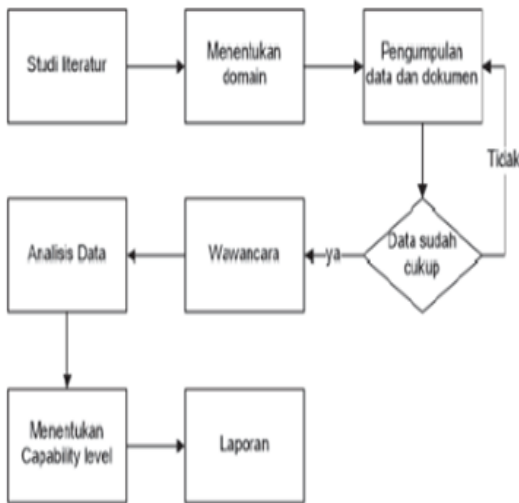 Studi literatur
Menentukan
domain
Pengumpulan
data dan dokumen
Tidak
Data sudah
cukup
ya
Wawancara
Analisis Data
Menentukan
Capability level
Laporan